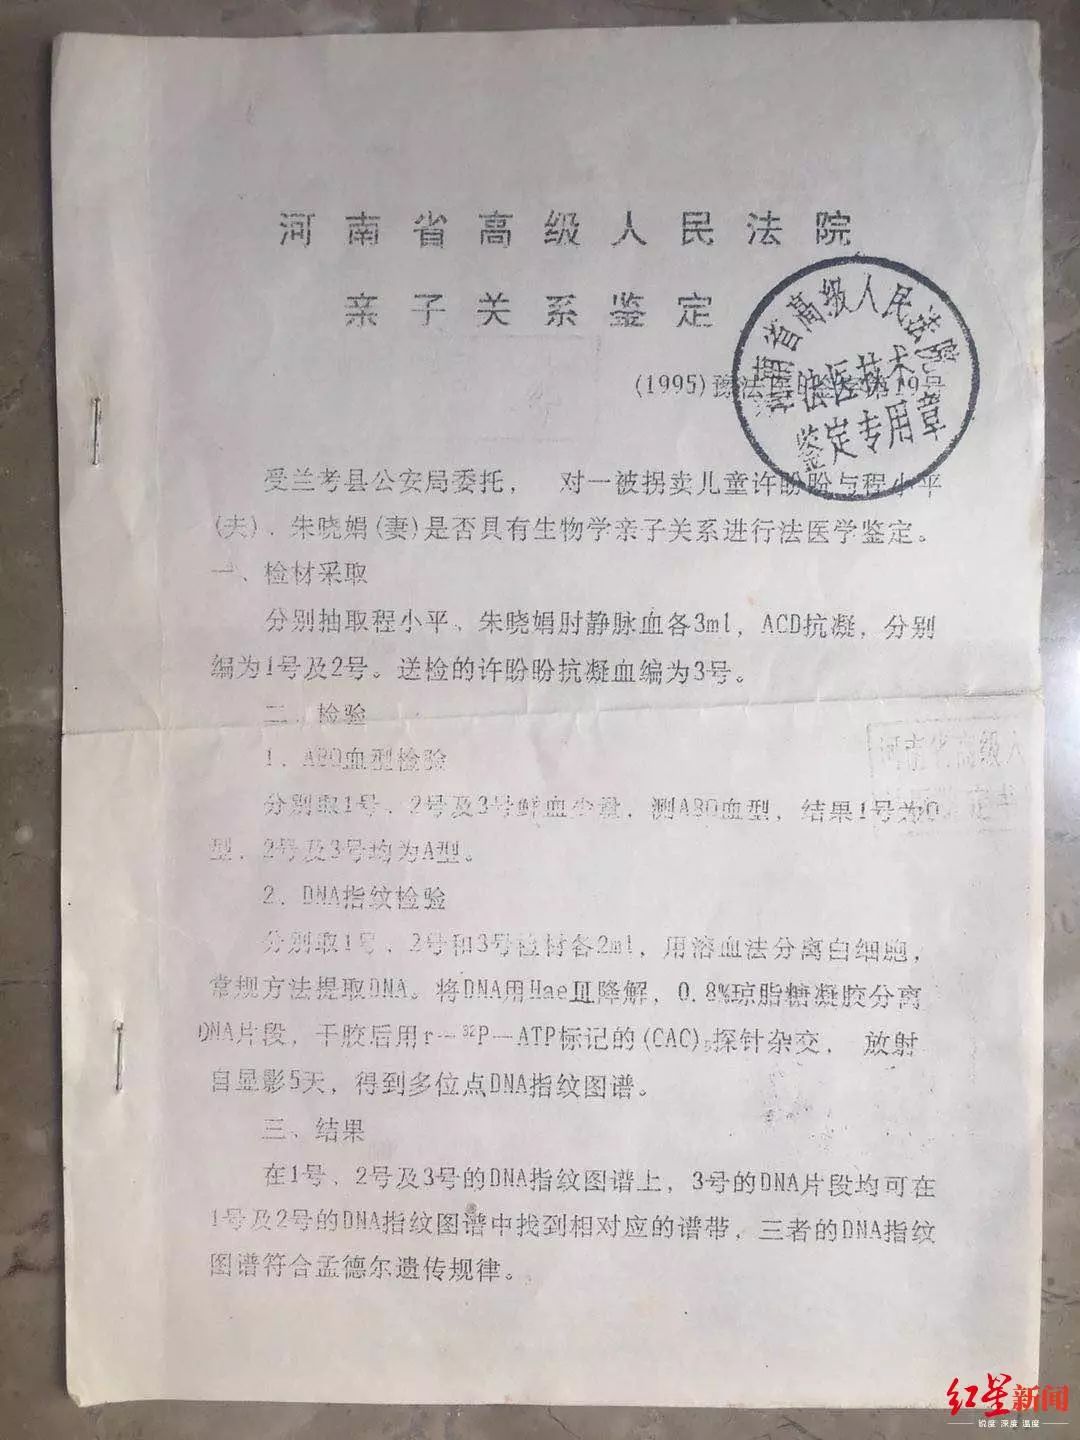 河南省高级人民法院
亲子关系鉴定
(1995)豫法医 19号
河南省高级人民法院
法医技术
鉴定专用章
受兰考县公安局委托， 对一被拐卖儿童许盼盼与程小平
(夫)、朱晓娟(妻)是否具有生物学亲子关系进行法医学鉴定。
一、检材采取
分别抽取程小平、朱晓娟肘静脉血各3ml，ACD抗凝，分别
编为1号及2号。送检的许盼盼抗凝血编为3号。
二、检验
1．ABO血型检验
分别取1号、2号及3号鲜血少量，测ABO血型，结果1号为O
型，2号及3号均为A型。
2．DNA指纹检验
分别取1号、2号和3号检材各2ml，用溶血法分离白细胞，
常规方法提取DNA。将DNA用HaeⅢ降解，0.8%琼脂糖凝胶分离
DNA片段，干胶后用r-³²P-ATP标记的(CAC)₅探针杂交， 放射
自显影5天，得到多位点DNA指纹图谱。
三、结果
在1号、2号及3号的DNA指纹图谱上，3号的DNA片段均可在
1号及2号的DNA指纹图谱中找到相对应的谱带，三者的DNA指纹
图谱符合孟德尔遗传规律。
河南省高级人
红星新闻
锐度 深度 温度